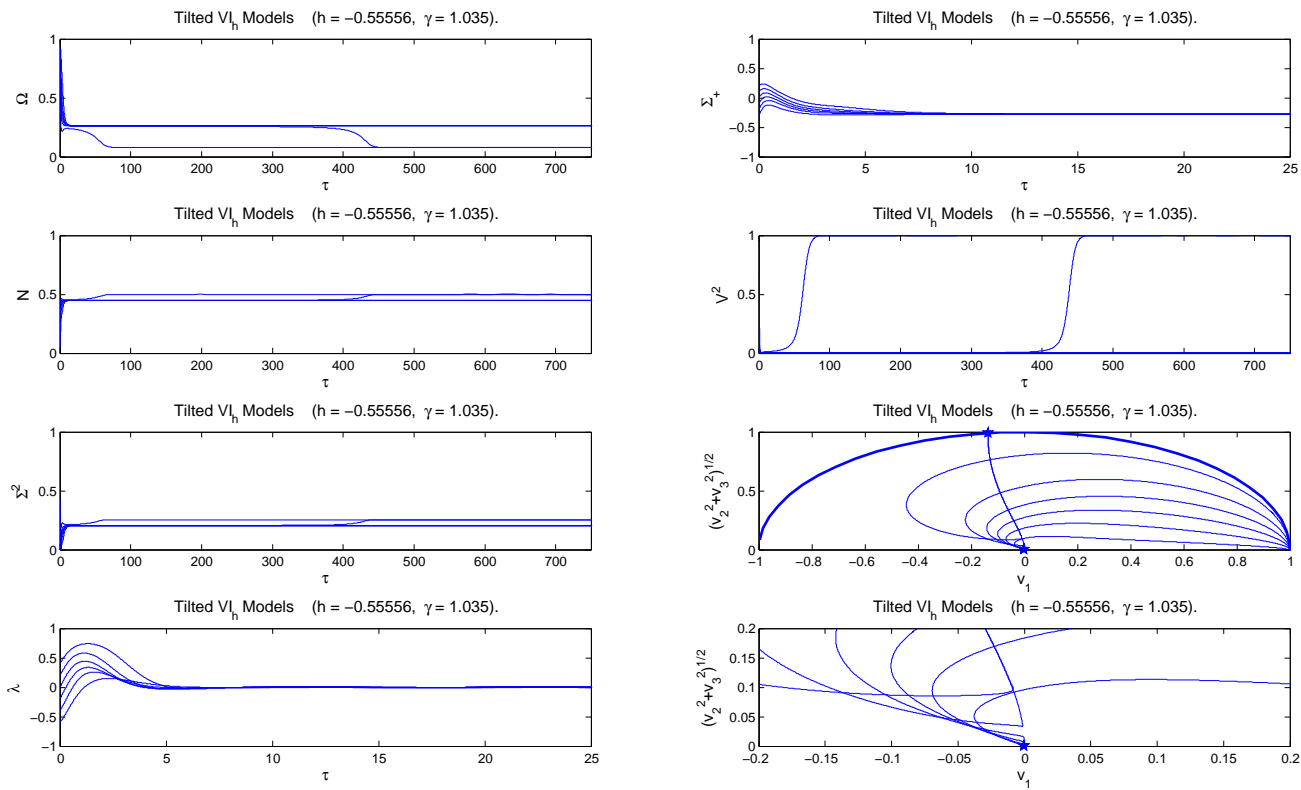 Tilted VI_h Models (h = −0.55556, γ = 1.035).
1
0.5
0
Ω
0 100 200 300 400 500 600 700
τ
Tilted VI_h Models (h = −0.55556, γ = 1.035).
1
0.5
0
−0.5
−1
Σ_+
0 5 10 15 20 25
τ
Tilted VI_h Models (h = −0.55556, γ = 1.035).
1
0.5
0
N
0 100 200 300 400 500 600 700
τ
Tilted VI_h Models (h = −0.55556, γ = 1.035).
1
0.5
0
V^2
0 100 200 300 400 500 600 700
τ
Tilted VI_h Models (h = −0.55556, γ = 1.035).
1
0.5
0
Σ^2
0 100 200 300 400 500 600 700
τ
Tilted VI_h Models (h = −0.55556, γ = 1.035).
1
0.5
0
(v_2^2+v_3^2)^{1/2}
−1 −0.8 −0.6 −0.4 −0.2 0 0.2 0.4 0.6 0.8 1
v_1
Tilted VI_h Models (h = −0.55556, γ = 1.035).
1
0.5
0
−0.5
−1
λ
0 5 10 15 20 25
τ
Tilted VI_h Models (h = −0.55556, γ = 1.035).
0.2
0.15
0.1
0.05
0
(v_2^2+v_3^2)^{1/2}
−0.2 −0.15 −0.1 −0.05 0 0.05 0.1 0.15 0.2
v_1